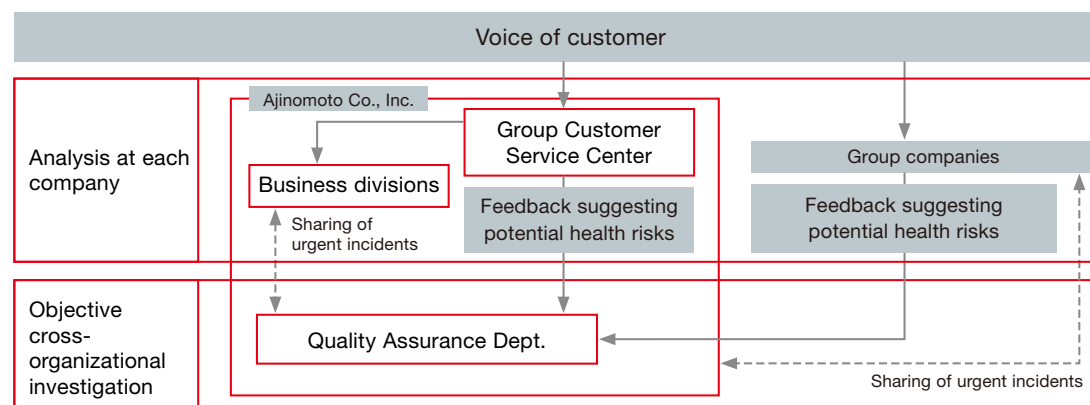 Voice of customer
Analysis at each
company
Ajinomoto Co., Inc.
Group Customer
Service Center
Business divisions
Sharing of
urgent incidents
Feedback suggesting
potential health risks
Group companies
Feedback suggesting
potential health risks
Objective
cross-
organizational
investigation
Quality Assurance Dept.
Sharing of urgent incidents